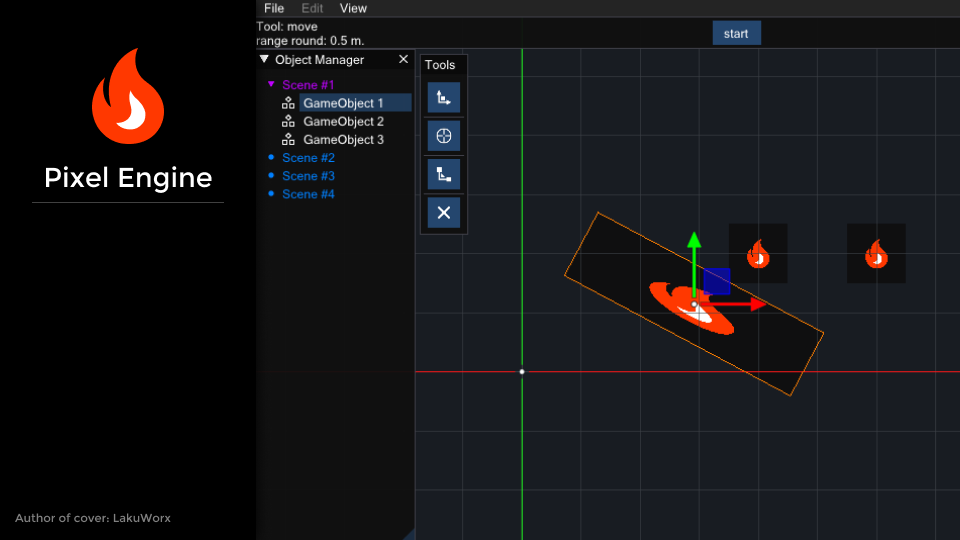 File Edit View
Tool: move
range round: 0.5 m.
start
Object Manager
Tools
Scene #1
GameObject 1
GameObject 2
GameObject 3
Scene #2
Scene #3
Scene #4
Pixel Engine
Author of cover: LakuWorx